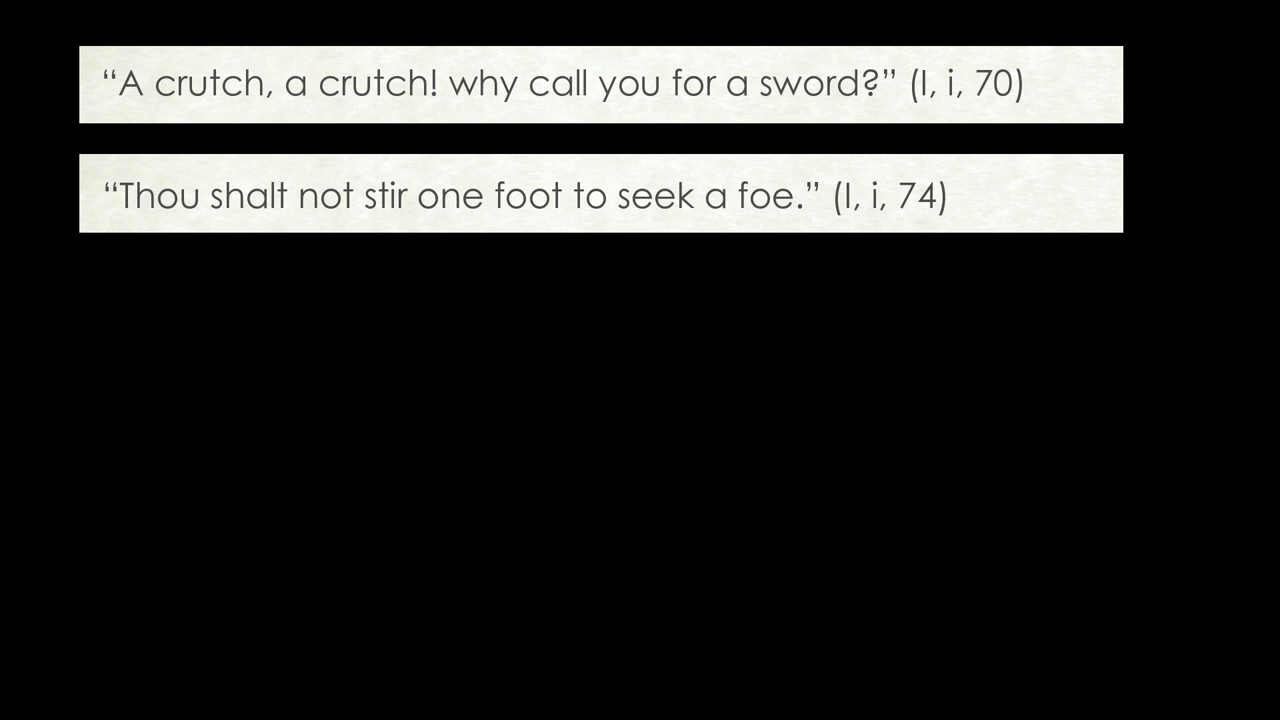 “A crutch, a crutch! why call you for a sword?” (I, i, 70)
“Thou shalt not stir one foot to seek a foe.” (I, i, 74)